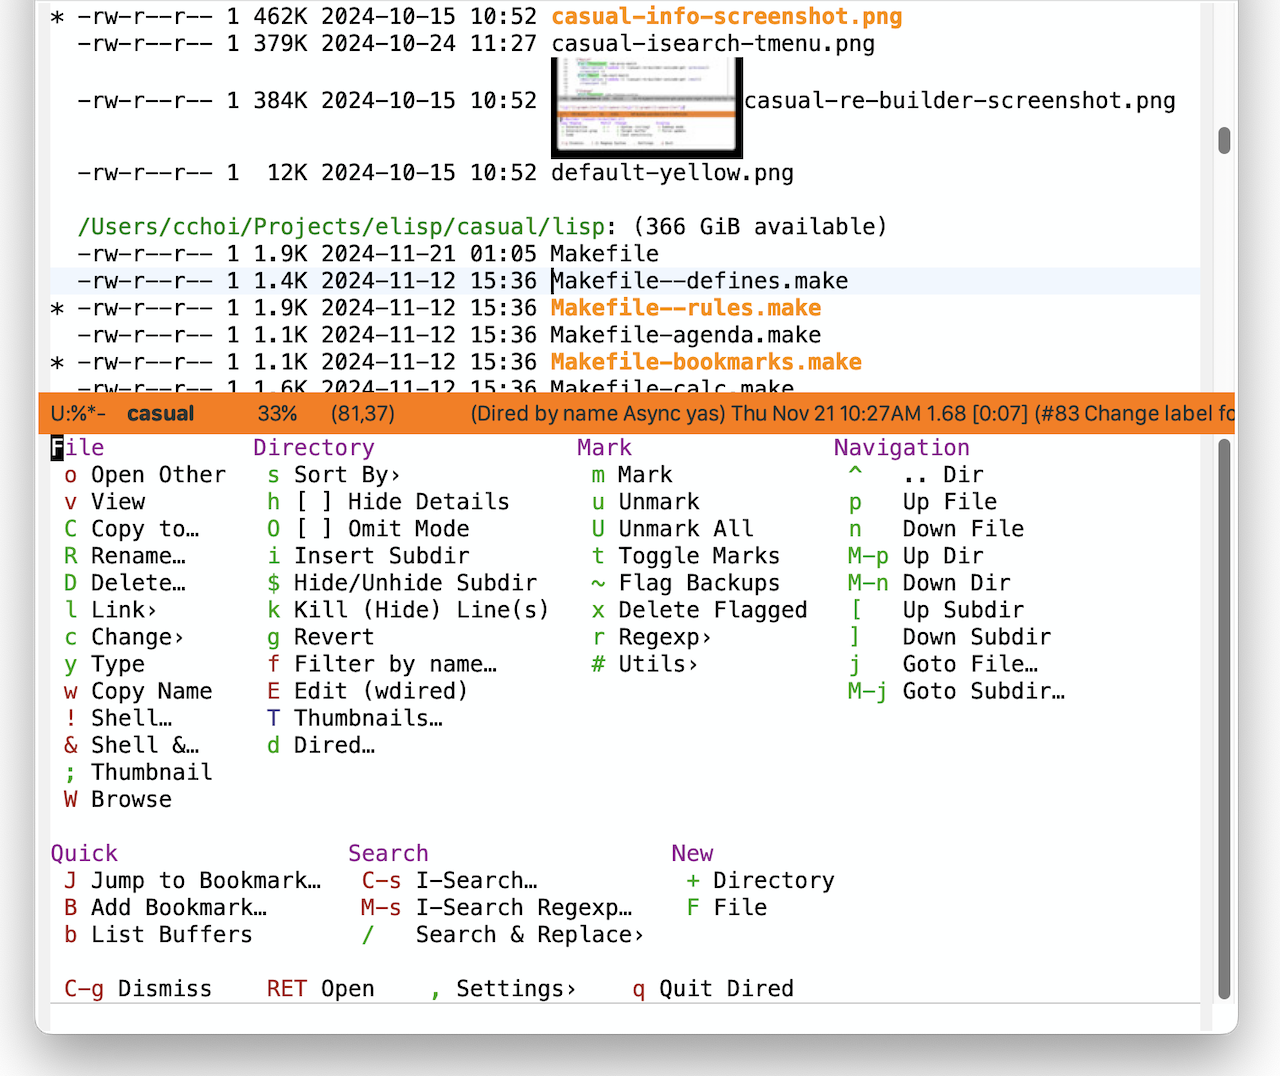 * -rw-r--r-- 1 462K 2024-10-15 10:52 casual-info-screenshot.png
-rw-r--r-- 1 379K 2024-10-24 11:27 casual-isearch-tmenu.png
-rw-r--r-- 1 384K 2024-10-15 10:52 casual-re-builder-screenshot.png
-rw-r--r-- 1 12K 2024-10-15 10:52 default-yellow.png
/Users/cchoi/Projects/elisp/casual/lisp: (366 GiB available)
-rw-r--r-- 1 1.9K 2024-11-21 01:05 Makefile
-rw-r--r-- 1 1.4K 2024-11-12 15:36 Makefile--defines.make
* -rw-r--r-- 1 1.9K 2024-11-12 15:36 Makefile--rules.make
-rw-r--r-- 1 1.1K 2024-11-12 15:36 Makefile-agenda.make
* -rw-r--r-- 1 1.1K 2024-11-12 15:36 Makefile-bookmarks.make
-rw-r--r-- 1 1.6K 2024-11-12 15:36 Makefile-calc.make
U:%*- casual 33% (81,37) (Dired by name Async yas) Thu Nov 21 10:27AM 1.68 [0:07] (#83 Change label fo
File Directory Mark Navigation
o Open Other s Sort By› m Mark ^ .. Dir
v View h [ ] Hide Details u Unmark p Up File
C Copy to… O [ ] Omit Mode U Unmark All n Down File
R Rename… i Insert Subdir t Toggle Marks M-p Up Dir
D Delete… $ Hide/Unhide Subdir ~ Flag Backups M-n Down Dir
l Link› k Kill (Hide) Line(s) x Delete Flagged [ Up Subdir
c Change› g Revert r Regexp› ] Down Subdir
y Type f Filter by name… # Utils› j Goto File…
w Copy Name E Edit (wdired) M-j Goto Subdir…
! Shell… T Thumbnails…
& Shell &… d Dired…
; Thumbnail
W Browse
Quick Search New
J Jump to Bookmark… C-s I-Search… + Directory
B Add Bookmark… M-s I-Search Regexp… F File
b List Buffers / Search & Replace›
C-g Dismiss RET Open , Settings› q Quit Dired